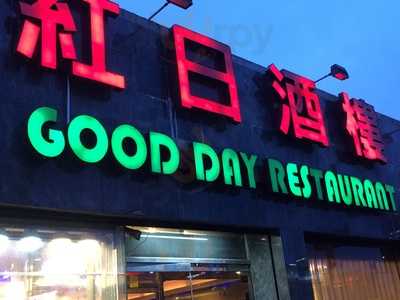 紅日酒樓
GOOD DAY RESTAURANT